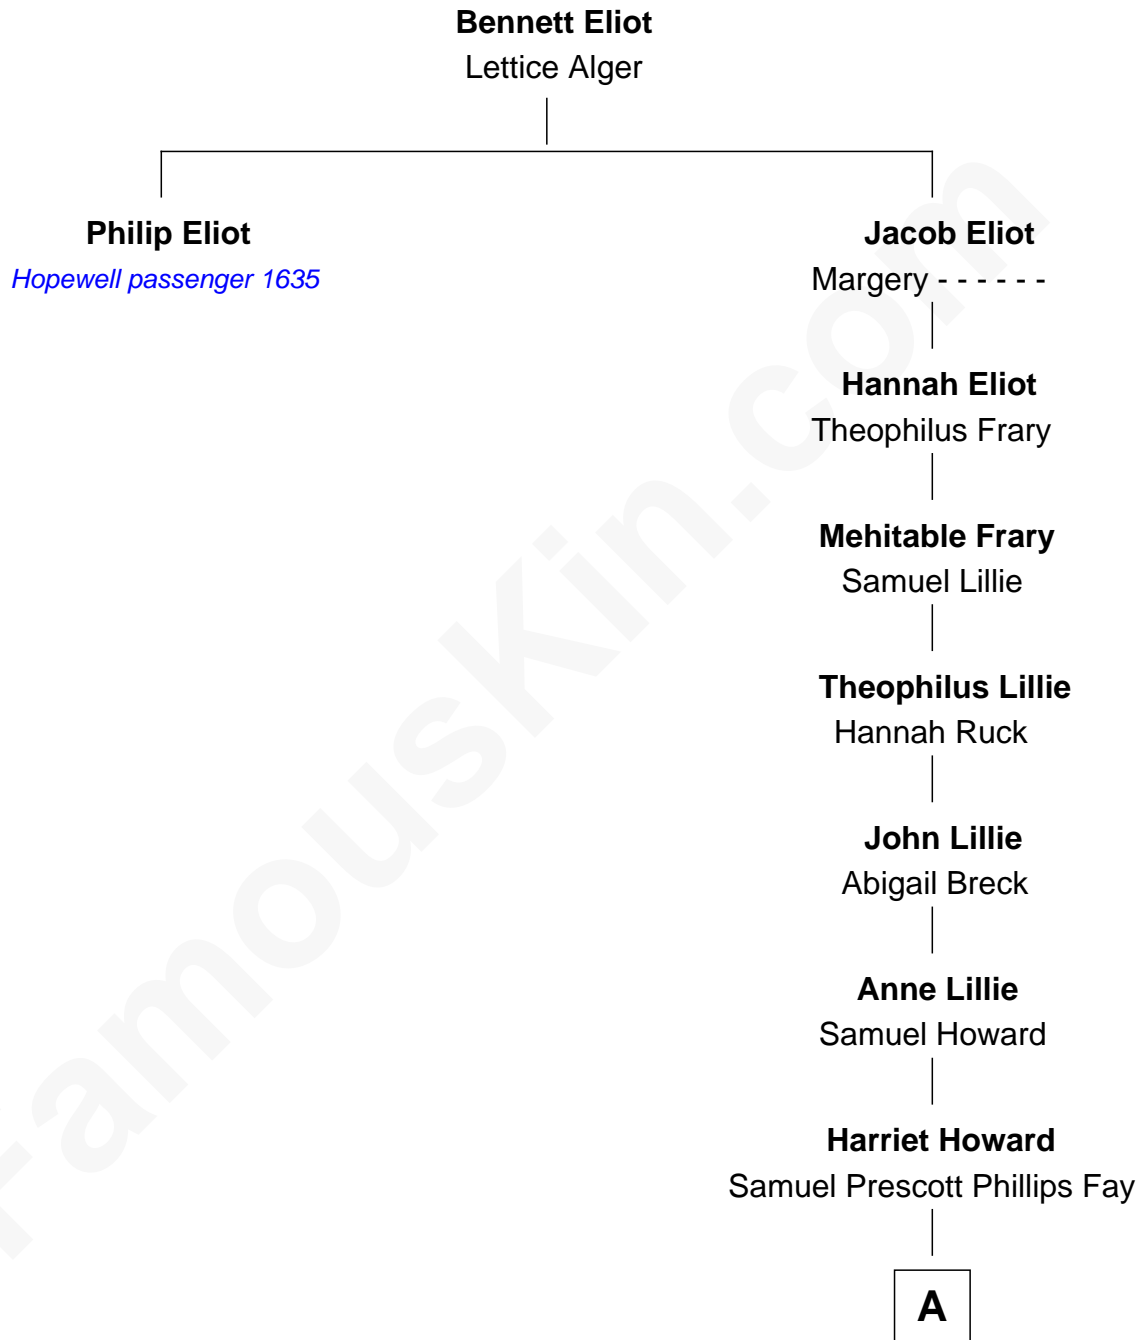 Bennett Eliot
Lettice Alger
Philip Eliot
Hopewell passenger 1635
Jacob Eliot
Margery - - - - - -
Hannah Eliot
Theophilus Frary
Mehitable Frary
Samuel Lillie
Theophilus Lillie
Hannah Ruck
John Lillie
Abigail Breck
Anne Lillie
Samuel Howard
Harriet Howard
Samuel Prescott Phillips Fay
A
FamousKin.com